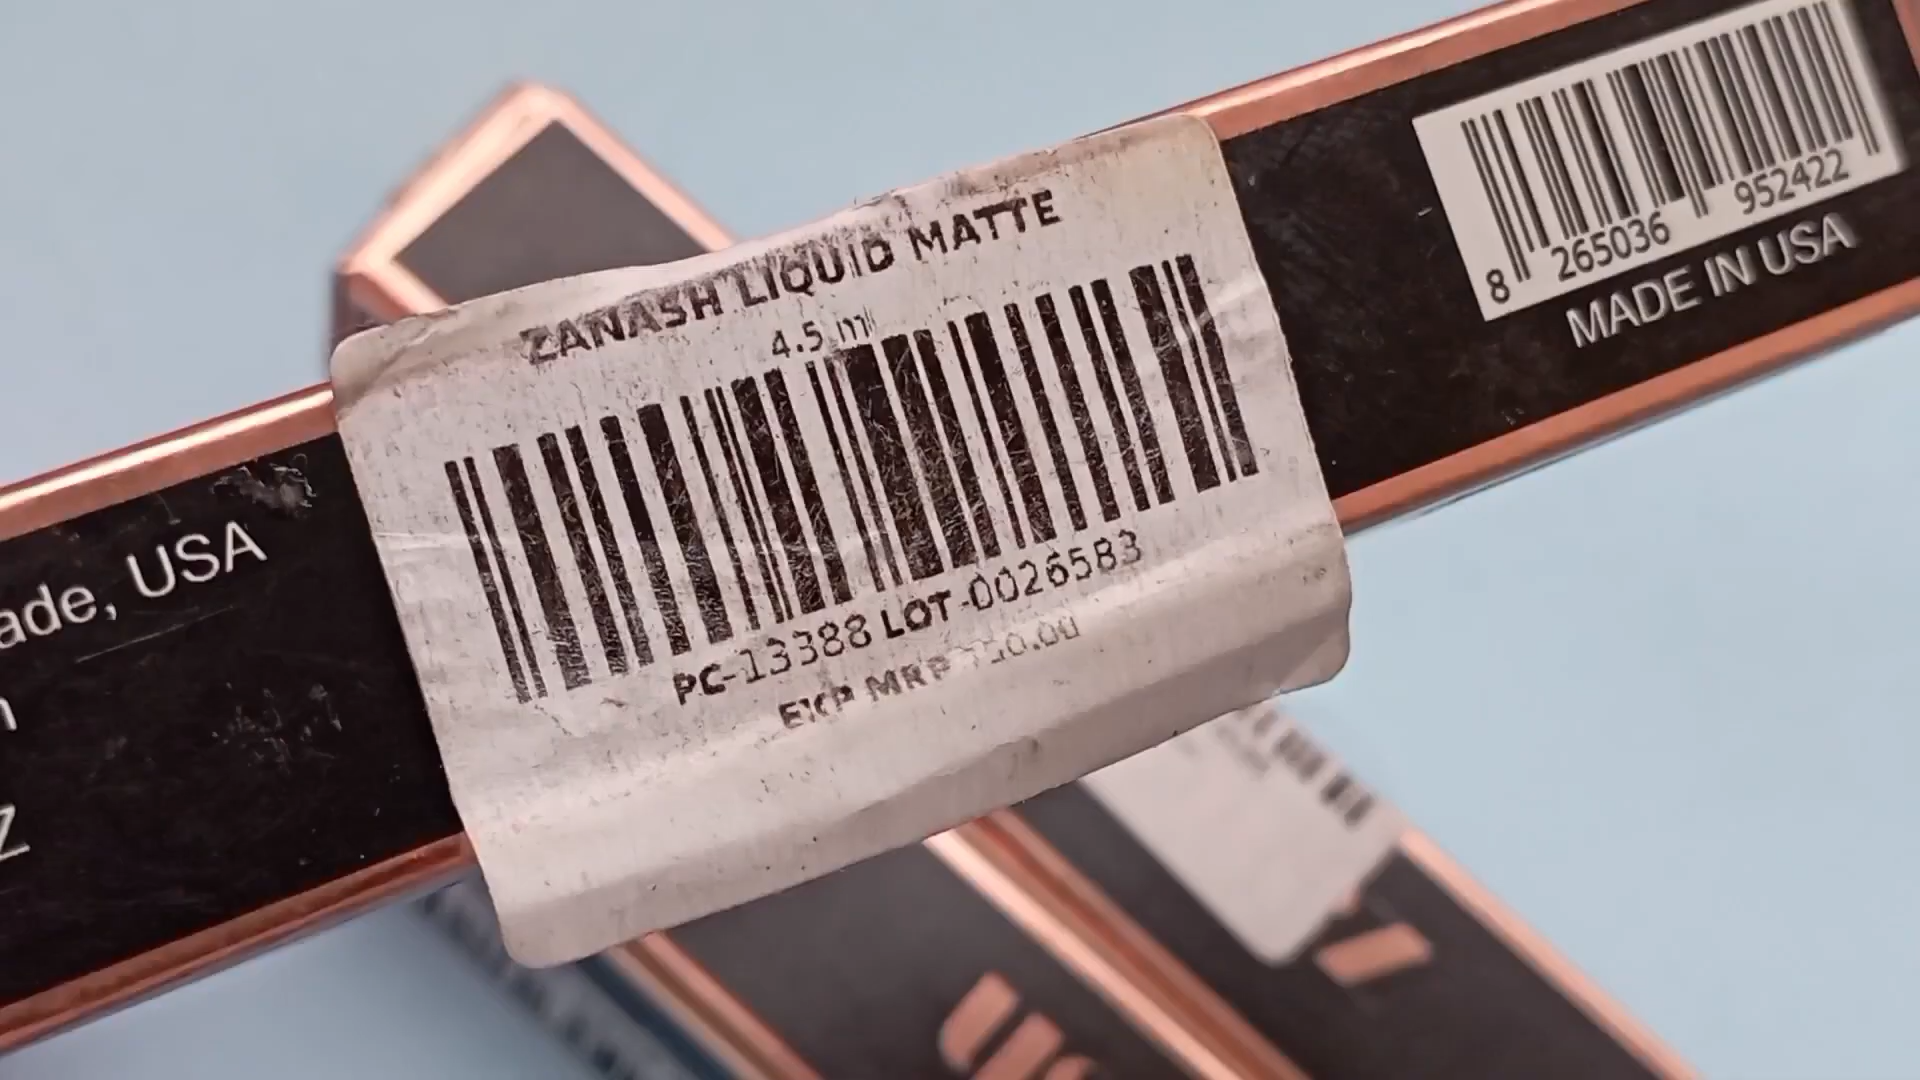 ZANASH LIQUID MATTE
4.5 ml
PC-13388 LOT-0026583
EXP MRP
8 265036 952422
MADE IN USA
USA